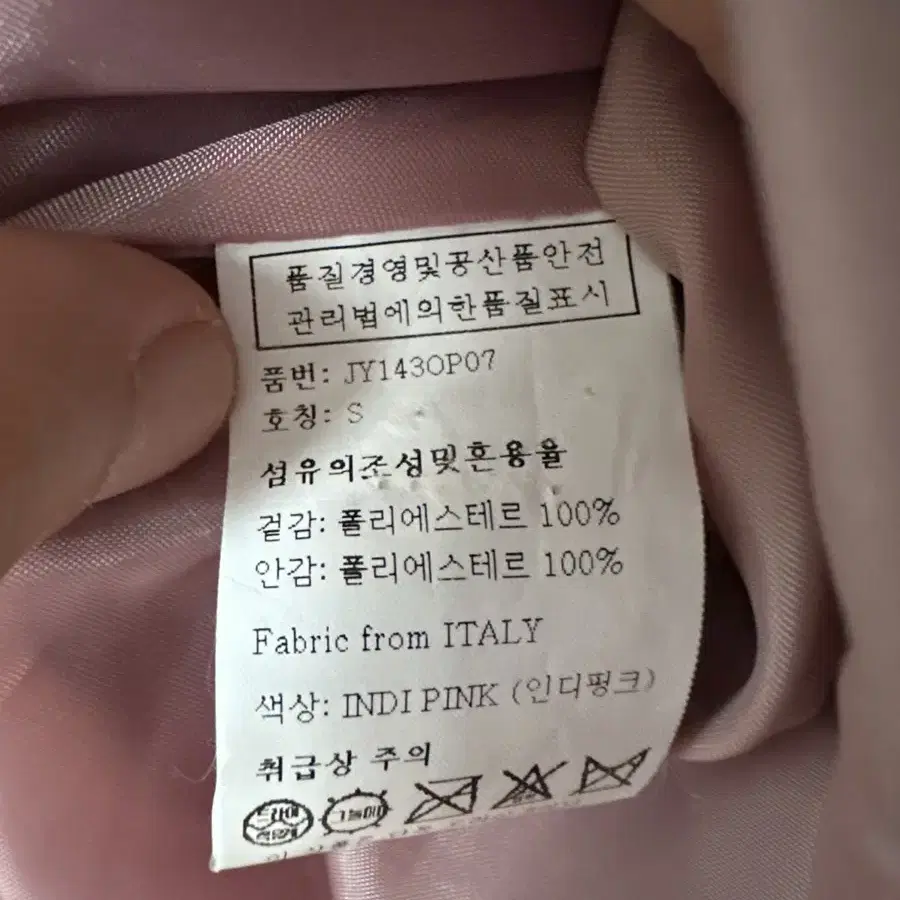 품질경영및공산품안전
관리법에의한품질표시
품번: JY143OP07
호칭: S
섬유의조성및혼용율
겉감: 폴리에스테르 100%
안감: 폴리에스테르 100%
Fabric from ITALY
색상: INDI PINK (인디핑크)
취급상 주의
드라이